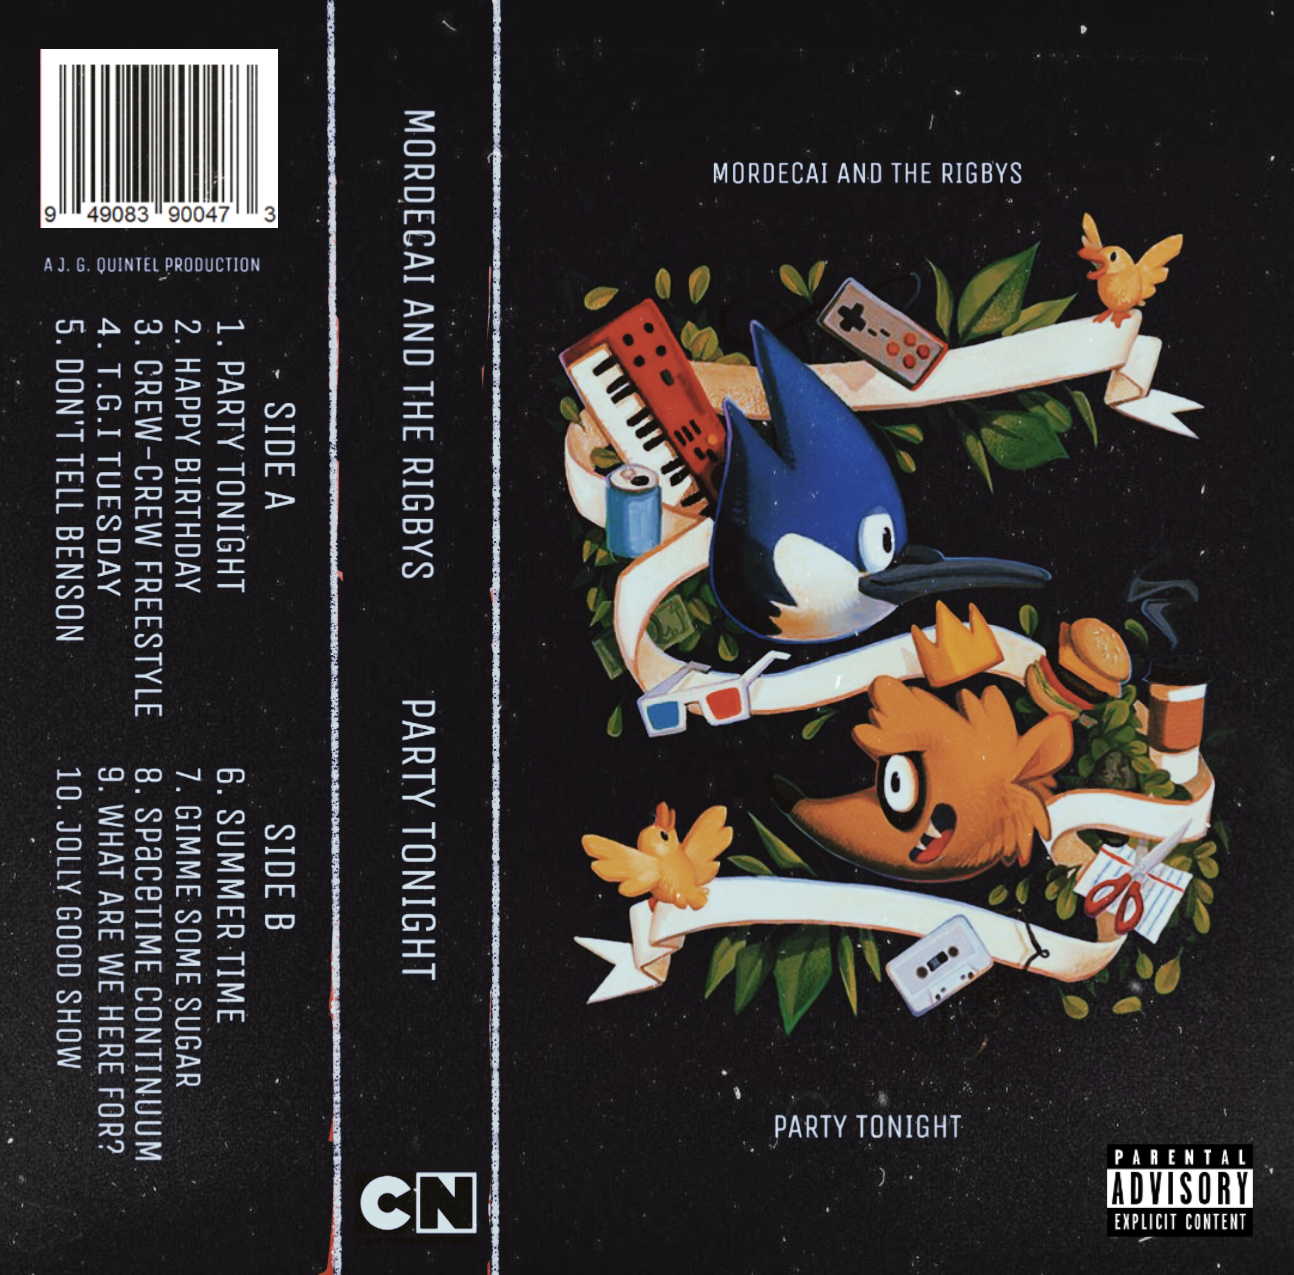 9 49083 90047 3
A J. G. QUINTEL PRODUCTION
SIDE A
1. PARTY TONIGHT
2. HAPPY BIRTHDAY
3. CREW-CREW FREESTYLE
4. T.G.I TUESDAY
5. DON'T TELL BENSON
SIDE B
6. SUMMER TIME
7. GIMME SOME SUGAR
8. SPACETIME CONTINUUM
9. WHAT ARE WE HERE FOR?
10. JOLLY GOOD SHOW
MORDECAI AND THE RIGBYS PARTY TONIGHT
CN
MORDECAI AND THE RIGBYS
PARTY TONIGHT
PARENTAL
ADVISORY
EXPLICIT CONTENT